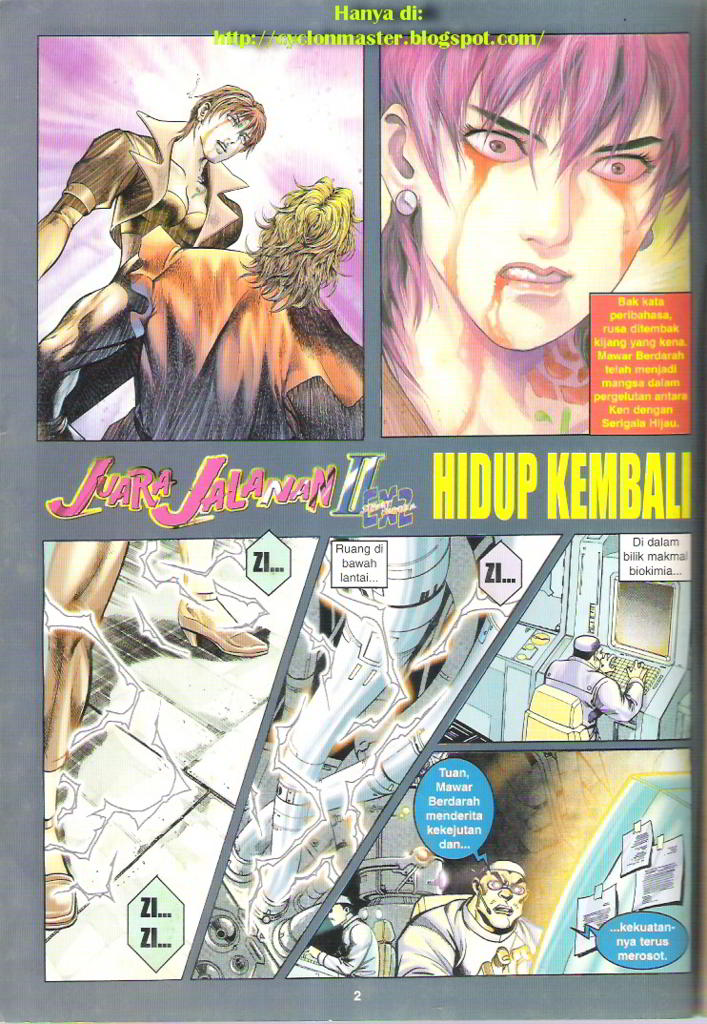 Hanya di:
http://cyclonmaster.blogspot.com/
Bak kata
peribahasa,
rusa ditembak
kijang yang kena.
Mawar Berdarah
telah menjadi
mangsa dalam
pergelutan antara
Ken dengan
Serigala Hijau.
JUARA JALANAN II
HIDUP KEMBALI
ZI...
Ruang di
bawah
lantai...
ZI...
Di dalam
bilik makmal
biokimia...
ZI...
ZI...
Tuan,
Mawar
Berdarah
menderita
kekejutan
dan...
...kekuatan-
nya terus
merosot.
2